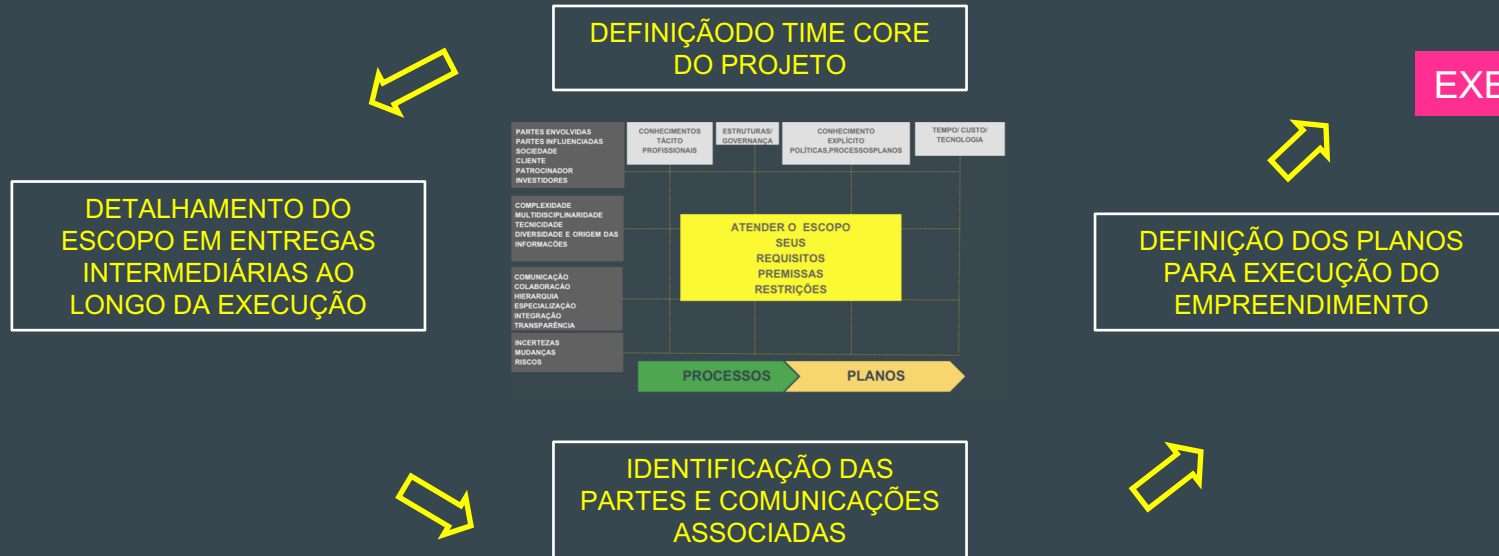 DEFINIÇÃODO TIME CORE
DO PROJETO
EXE
PARTES ENVOLVIDAS
PARTES INFLUENCIADAS
SOCIEDADE
CLIENTE
PATROCINADOR
INVESTIDORES
CONHECIMENTOS
TÁCITO
PROFISSIONAIS
ESTRUTURAS/
GOVERNANÇA
CONHECIMENTO
EXPLÍCITO
POLÍTICAS,PROCESSOSPLANOS
TEMPO/ CUSTO/
TECNOLOGIA
DETALHAMENTO DO
ESCOPO EM ENTREGAS
INTERMEDIÁRIAS AO
LONGO DA EXECUÇÃO
COMPLEXIDADE
MULTIDISCIPLINARIDADE
TECNICIDADE
DIVERSIDADE E ORIGEM DAS
INFORMACÕES
ATENDER O ESCOPO
SEUS
REQUISITOS
PREMISSAS
RESTRIÇÕES
DEFINIÇÃO DOS PLANOS
PARA EXECUÇÃO DO
EMPREENDIMENTO
COMUNICAÇÃO
COLABORACÃO
HIERARQUIA
ESPECIALIZAÇÃO
INTEGRAÇÃO
TRANSPARÊNCIA
INCERTEZAS
MUDANÇAS
RISCOS
PROCESSOS
PLANOS
IDENTIFICAÇÃO DAS
PARTES E COMUNICAÇÕES
ASSOCIADAS